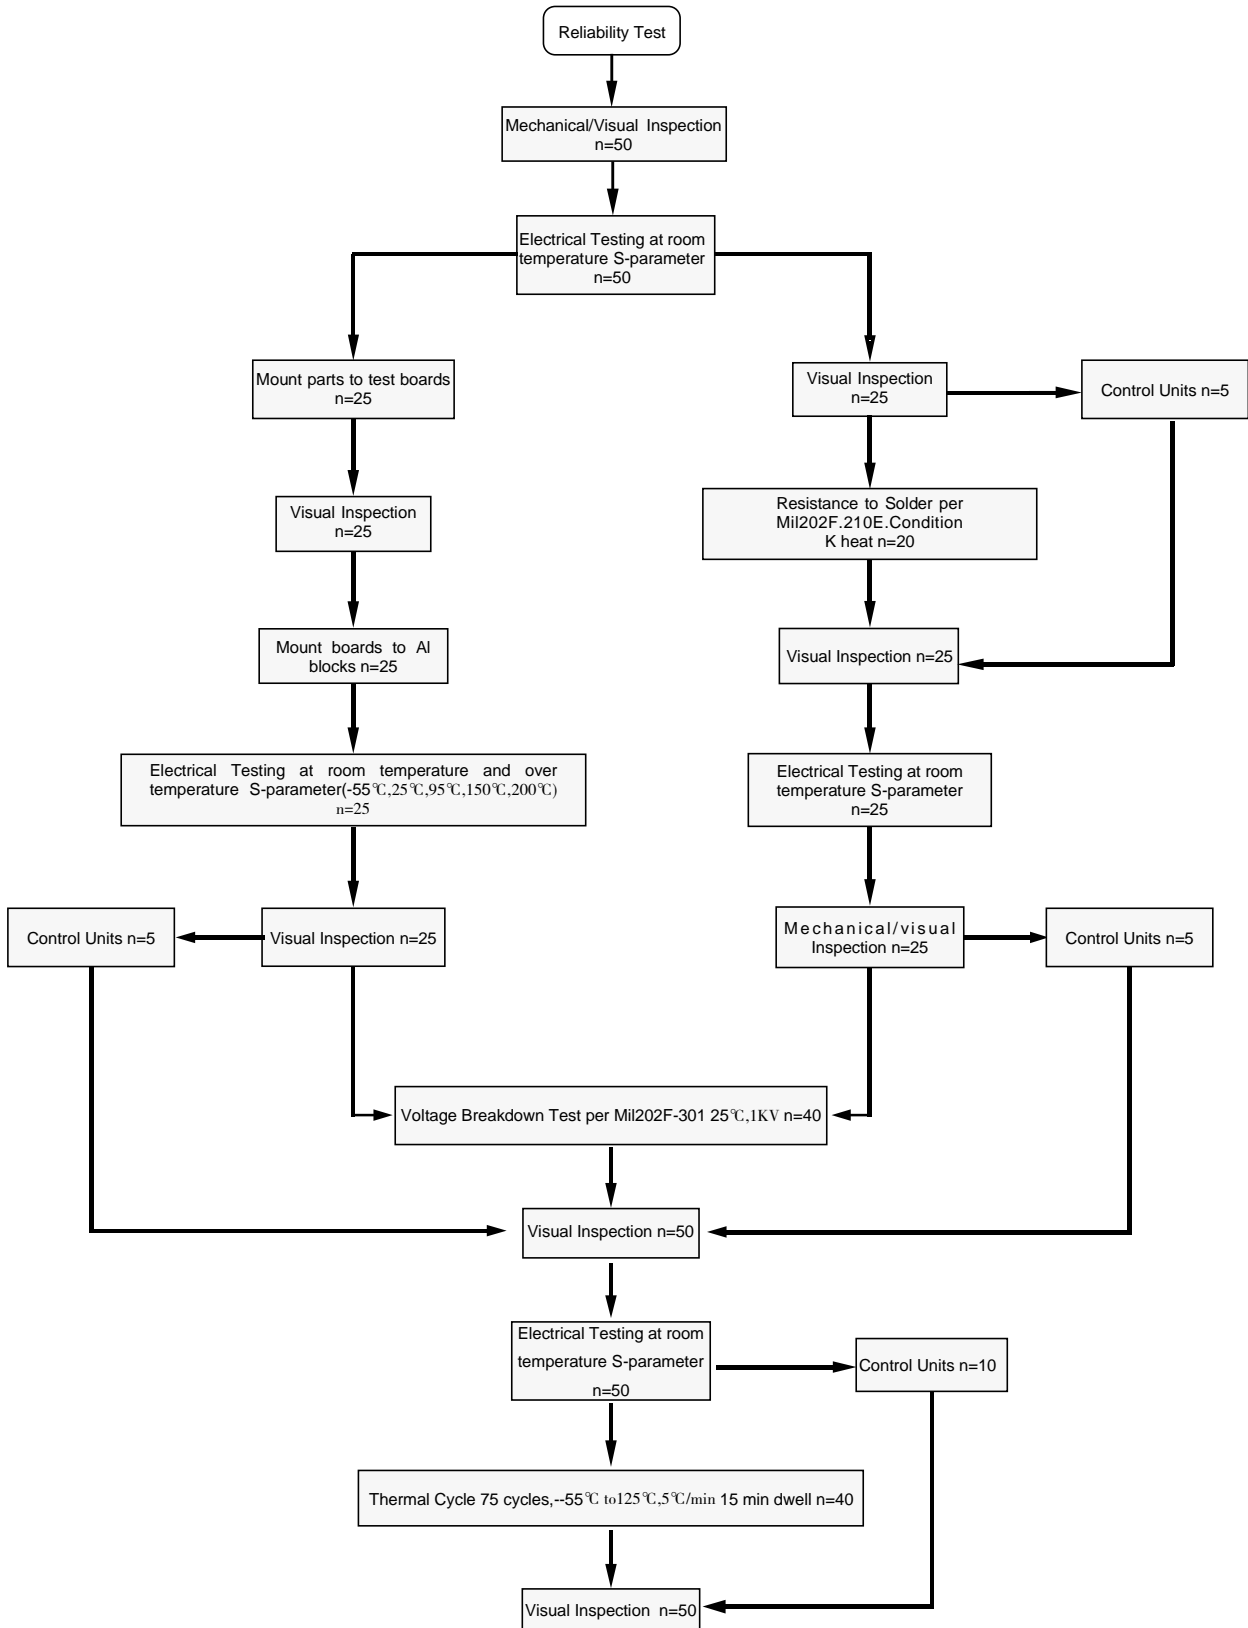 Reliability Test
Mechanical/Visual Inspection
n=50
Electrical Testing at room
temperature S-parameter
n=50
Mount parts to test boards
n=25
Visual Inspection
n=25
Control Units n=5
Visual Inspection
n=25
Resistance to Solder per
Mil202F.210E.Condition
K heat n=20
Mount boards to Al
blocks n=25
Visual Inspection n=25
Electrical Testing at room temperature and over
temperature S-parameter(-55℃,25℃,95℃,150℃,200℃)
n=25
Electrical Testing at room
temperature S-parameter
n=25
Control Units n=5
Visual Inspection n=25
Mechanical/visual
Inspection n=25
Control Units n=5
Voltage Breakdown Test per Mil202F-301 25℃,1KV n=40
Visual Inspection n=50
Electrical Testing at room
temperature S-parameter
n=50
Control Units n=10
Thermal Cycle 75 cycles,--55℃ to125℃,5℃/min 15 min dwell n=40
Visual Inspection n=50